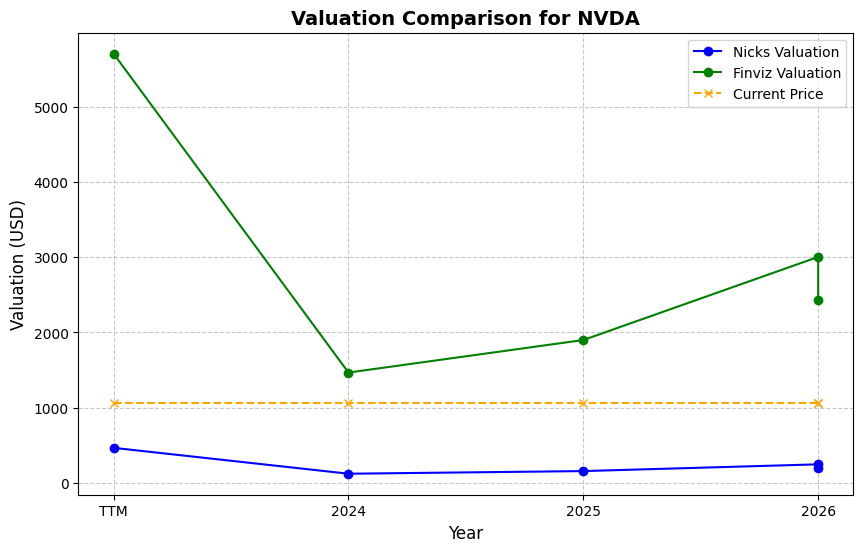 Valuation Comparison for NVDA
Nicks Valuation
Finviz Valuation
Current Price
Valuation (USD)
5000
4000
3000
2000
1000
0
TTM 2024 2025 2026
Year